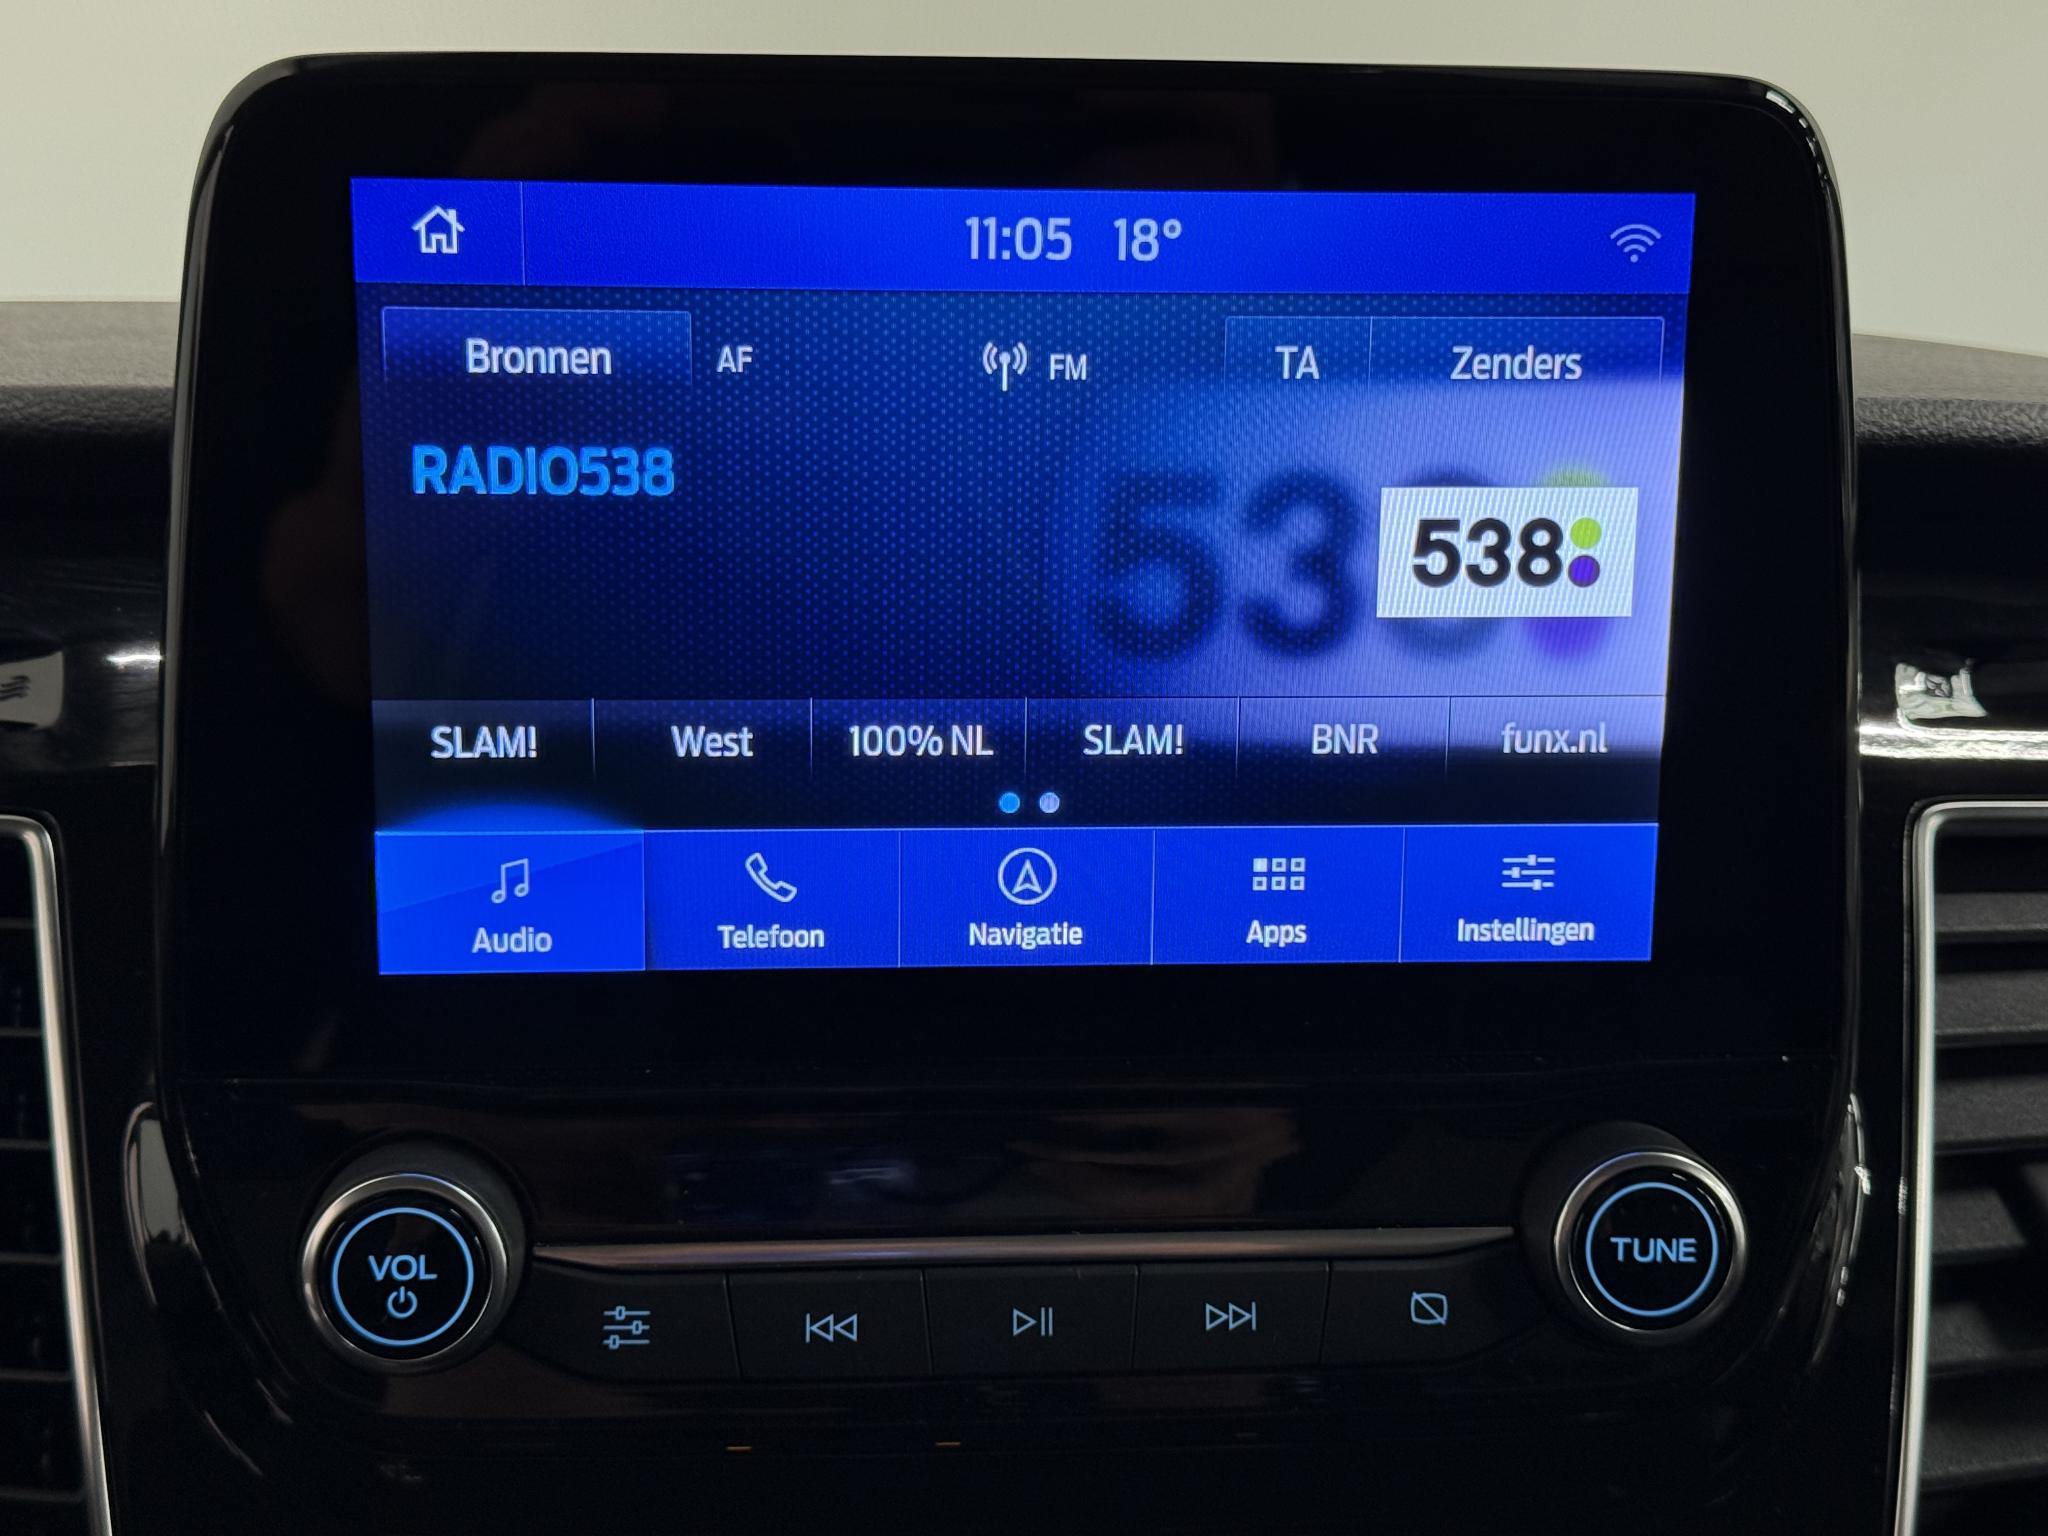 11:05 18°
Bronnen AF FM TA Zenders
RADIO538
538
538
SLAM! West 100% NL SLAM! BNR funx.nl
Audio Telefoon Navigatie Apps Instellingen
VOL
TUNE